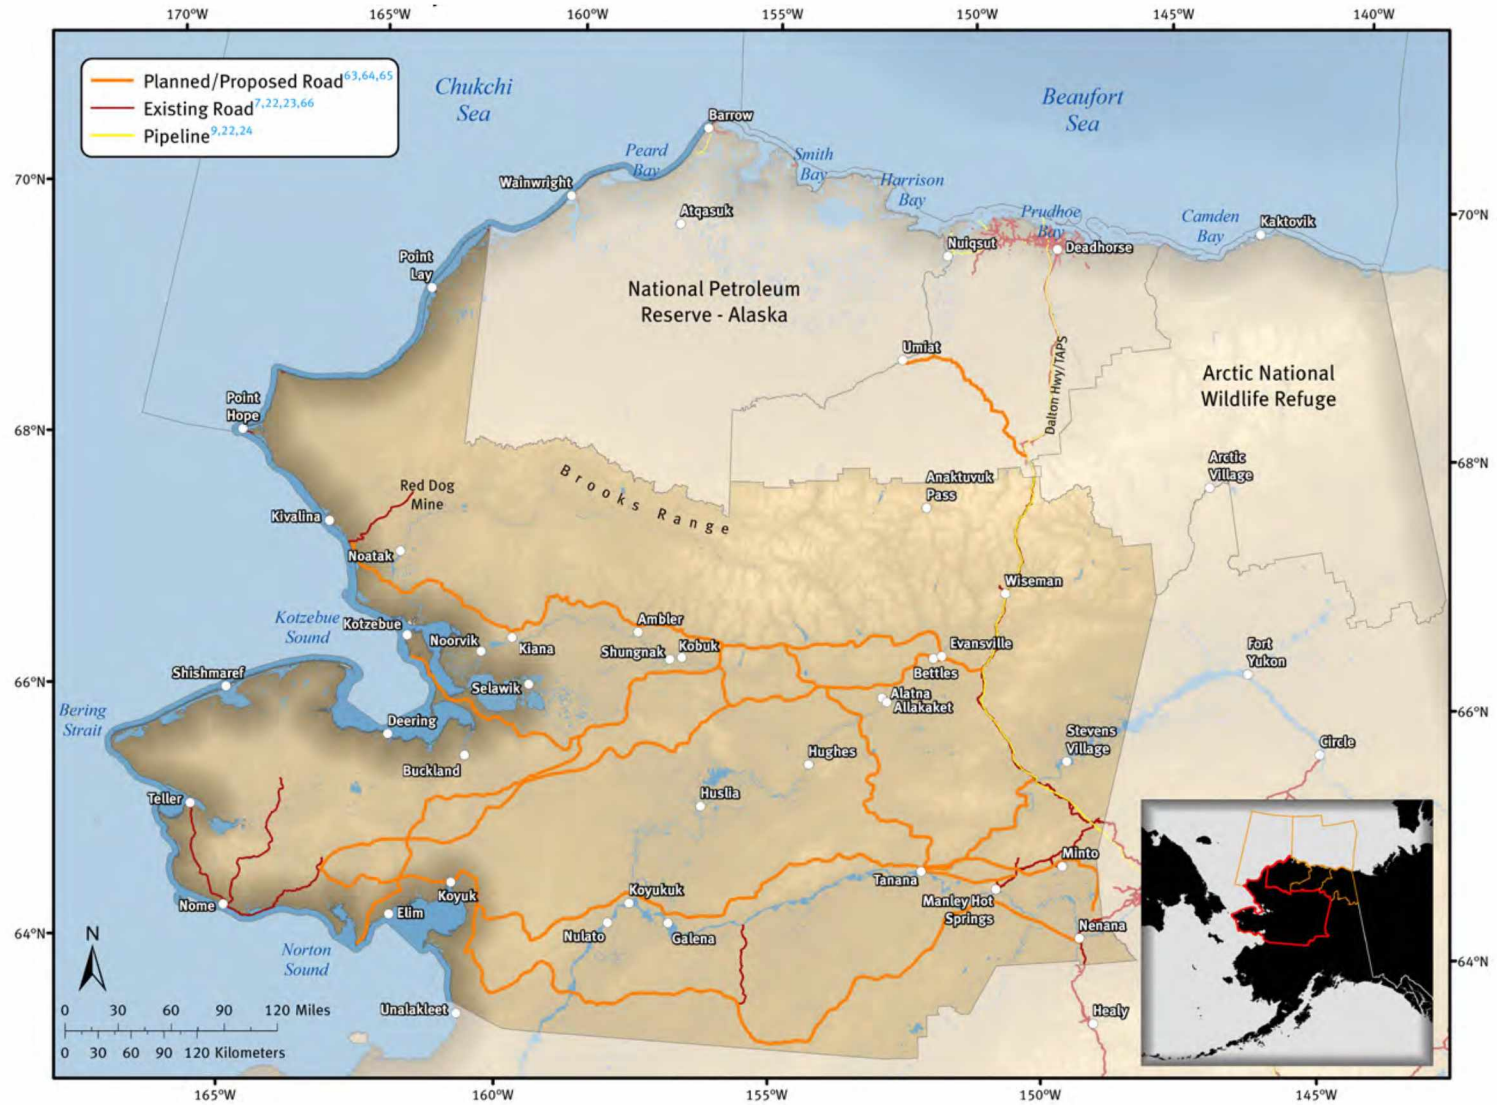 170°W
165°W
160°W
155°W
150°W
145°W
140°W
Planned/Proposed Road63,64,65
Existing Road7,22,23,66
Pipeline9,22,24
Chukchi
Sea
Beaufort
Sea
Barrow
Peard
Bay
Smith
Bay
Wainwright
Harrison
Bay
70°N
Atqasuk
Prudhoe
Bay
Camden
Bay
Kaktovik
70°N
Nuiqsut
Deadhorse
Point
Lay
National Petroleum
Reserve - Alaska
Umiat
Dalton Hwy/TAPS
Arctic National
Wildlife Refuge
Point
Hope
68°N
68°N
Brooks Range
Anaktuvuk
Pass
Arctic
Village
Red Dog
Mine
Kivalina
Noatak
Wiseman
Kotzebue
Sound
Kotzebue
Noorvik
Kiana
Ambler
Shungnak
Kobuk
Evansville
Bettles
Fort
Yukon
Shishmaref
66°N
Selawik
Alatna
Allakaket
Bering
Strait
Deering
66°N
Buckland
Hughes
Stevens
Village
Circle
Teller
Huslia
Minto
Tanana
Manley Hot
Springs
Koyuk
Koyukuk
Nome
Elim
Nulato
Galena
Nenana
64°N
64°N
N
Norton
Sound
Unalakleet
Healy
0 30 60 90 120 Miles
0 30 60 90 120 Kilometers
165°W
160°W
155°W
150°W
145°W